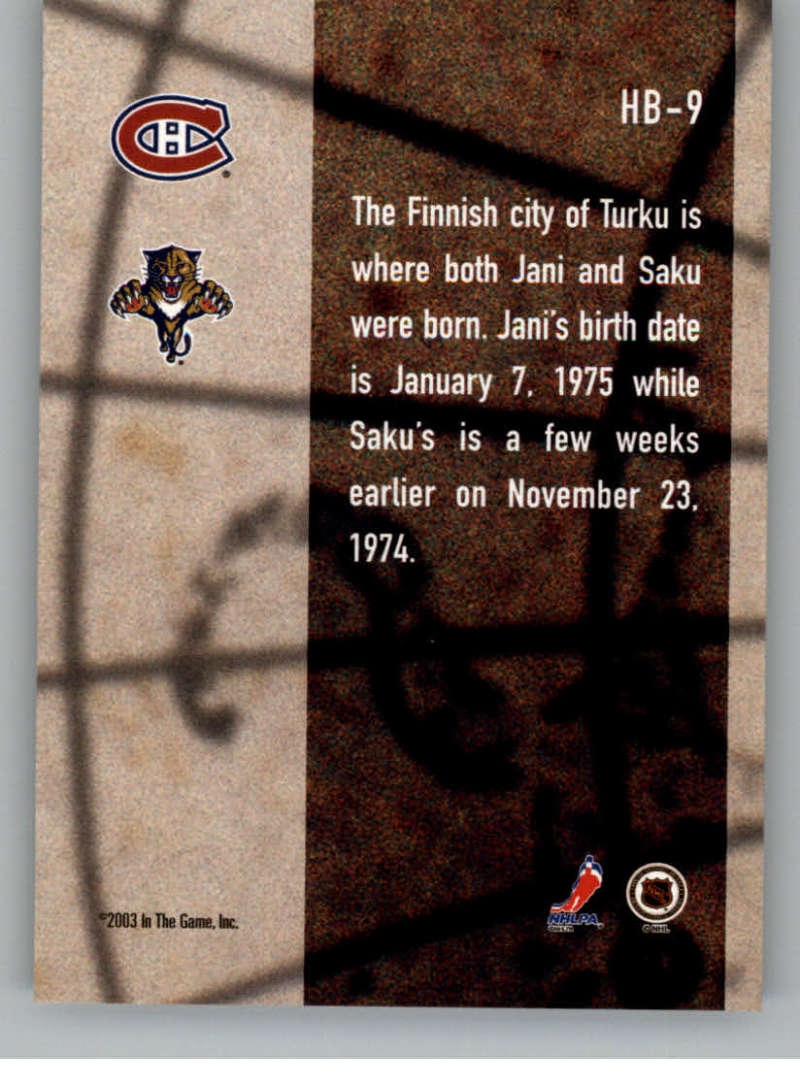 HB-9
The Finnish city of Turku is
where both Jani and Saku
were born. Jani's birth date
is January 7, 1975 while
Saku's is a few weeks
earlier on November 23,
1974.
©2003 In The Game, Inc.
NHLPA
© NHL